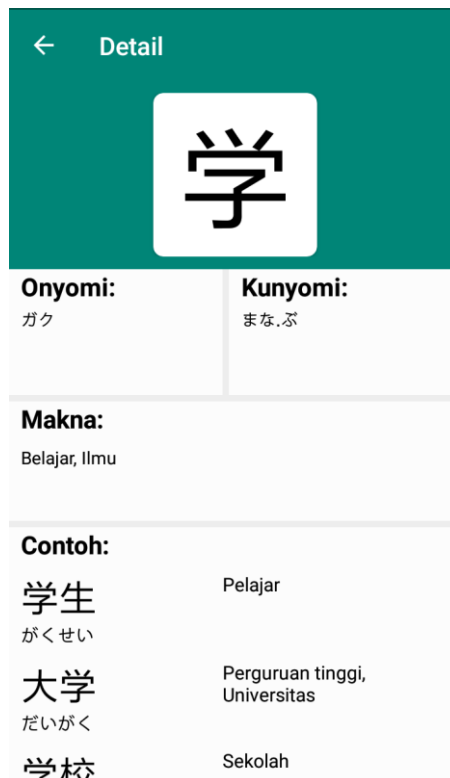 Detail
学
Onyomi:
ガク
Kunyomi:
まな.ぶ
Makna:
Belajar, Ilmu
Contoh:
学生
がくせい
Pelajar
大学
だいがく
Perguruan tinggi,
Universitas
学校
Sekolah